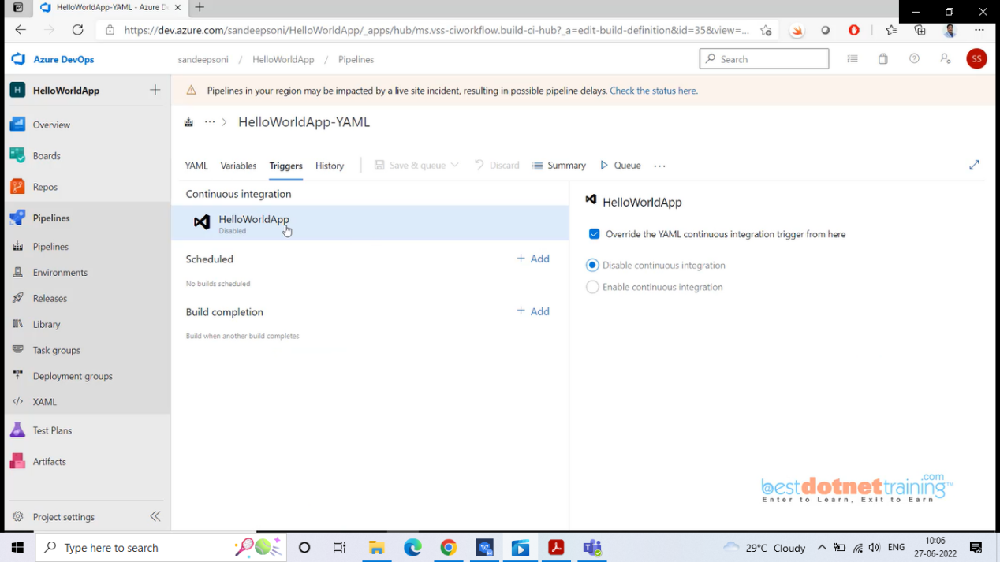 HelloWorldApp-YAML - Azure D
https://dev.azure.com/sandeepsoni/HelloWorldApp/_apps/hub/ms.vss-ciworkflow.build-ci-hub?_a=edit-build-definition&id=35&view=...
Azure DevOps
sandeepsoni / HelloWorldApp / Pipelines
Search
SS
H HelloWorldApp
Pipelines in your region may be impacted by a live site incident, resulting in possible pipeline delays. Check the status here.
Overview
Boards
Repos
Pipelines
Pipelines
Environments
Releases
Library
Task groups
Deployment groups
XAML
Test Plans
Artifacts
Project settings
... > HelloWorldApp-YAML
YAML Variables Triggers History Save & queue Discard Summary Queue ...
Continuous integration
HelloWorldApp
Disabled
Scheduled
+ Add
No builds scheduled
Build completion
+ Add
Build when another build completes
HelloWorldApp
Override the YAML continuous integration trigger from here
Disable continuous integration
Enable continuous integration
bestdotnettraining.com
Enter to Learn, Exit to Earn
Type here to search
29°C Cloudy
ENG
10:06
27-06-2022